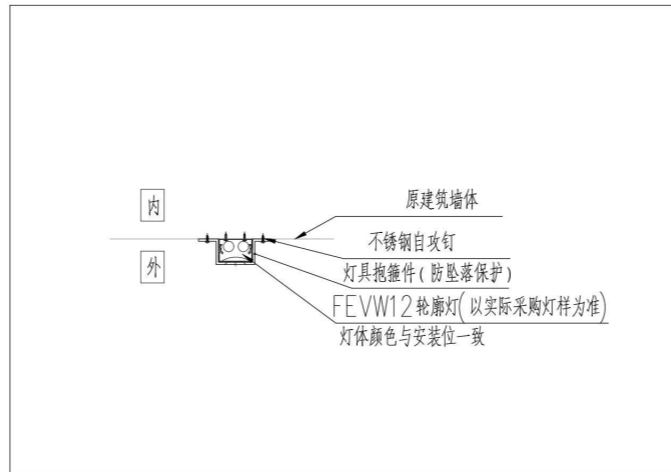 内
原建筑墙体
不锈钢自攻钉
外
灯具抱箍件(防坠落保护)
FEVW12轮廓灯(以实际采购灯样为准)
灯体颜色与安装位一致